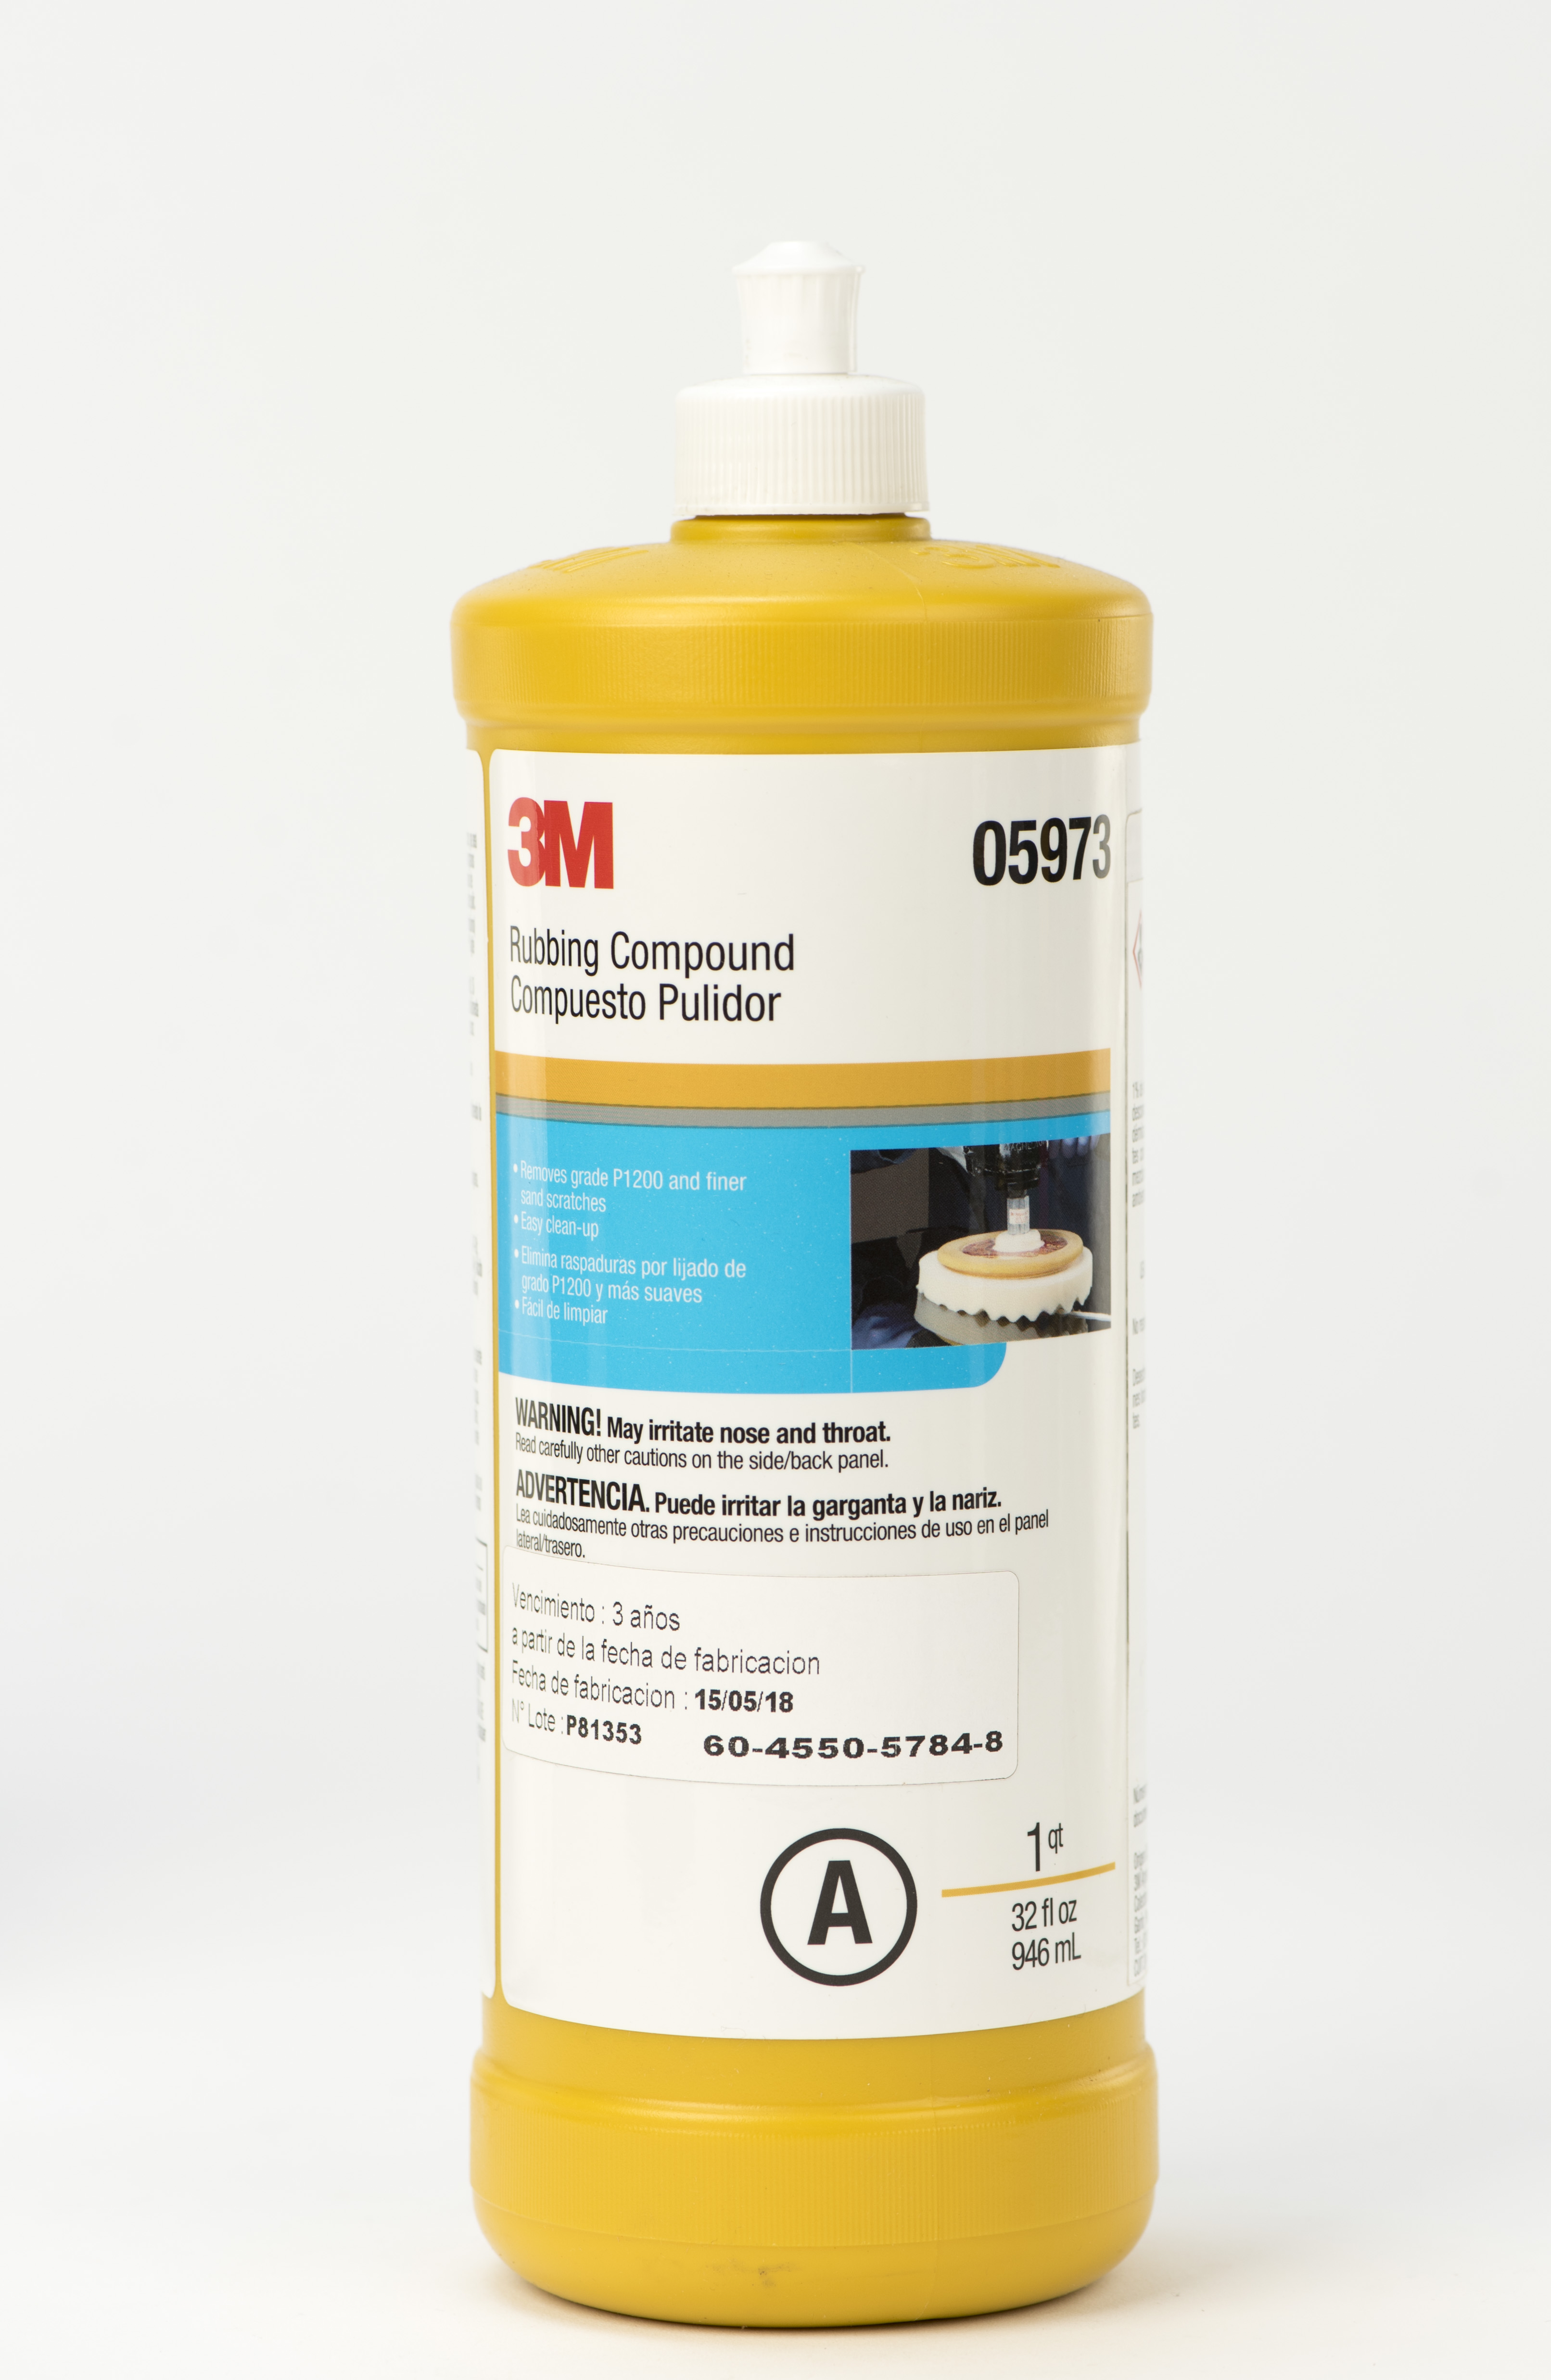 3M
05973
Rubbing Compound
Compuesto Pulidor
• Removes grade P1200 and finer
sand scratches
• Easy clean-up
• Elimina raspaduras por lijado de
grado P1200 y más suaves
• Fácil de limpiar
WARNING! May irritate nose and throat.
Read carefully other cautions on the side/back panel.
ADVERTENCIA. Puede irritar la garganta y la nariz.
Lea cuidadosamente otras precauciones e instrucciones de uso en el panel
lateral/trasero.
Vencimiento : 3 años
a partir de la fecha de fabricacion
Fecha de fabricacion : 15/05/18
N° Lote : P81353
60-4550-5784-8
A
1 qt
32 fl oz
946 mL